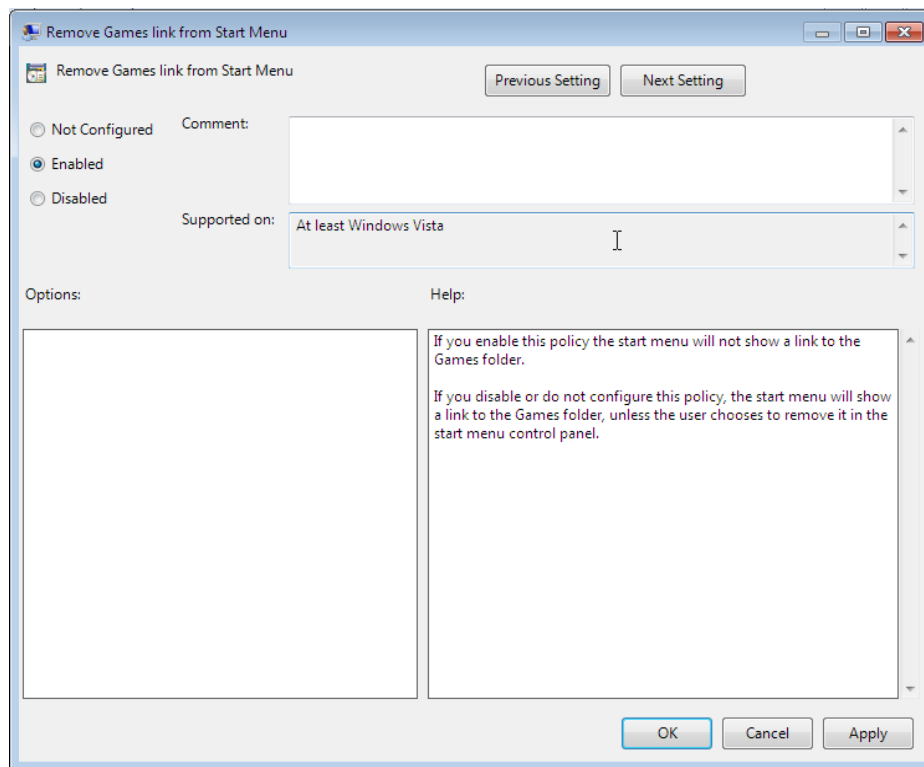 Remove Games link from Start Menu
Remove Games link from Start Menu
Previous Setting
Next Setting
Not Configured
Comment:
Enabled
Disabled
Supported on:
At least Windows Vista
Options:
Help:
If you enable this policy the start menu will not show a link to the
Games folder.
If you disable or do not configure this policy, the start menu will show
a link to the Games folder, unless the user chooses to remove it in the
start menu control panel.
OK
Cancel
Apply